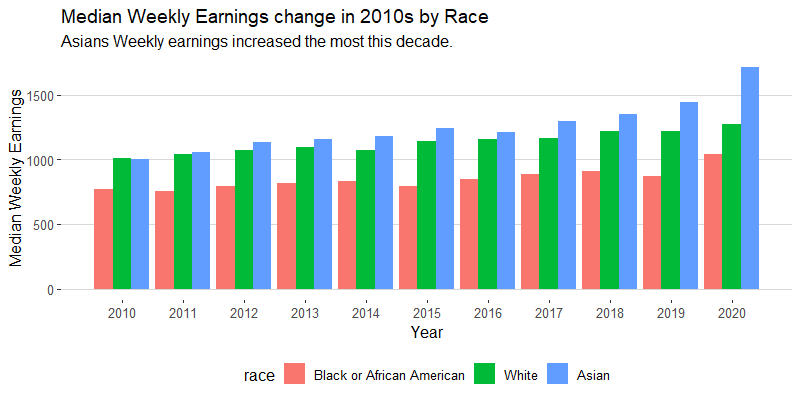 Median Weekly Earnings change in 2010s by Race
Asians Weekly earnings increased the most this decade.
Median Weekly Earnings
1500
1000
500
0
2010 2011 2012 2013 2014 2015 2016 2017 2018 2019 2020
Year
race Black or African American White Asian